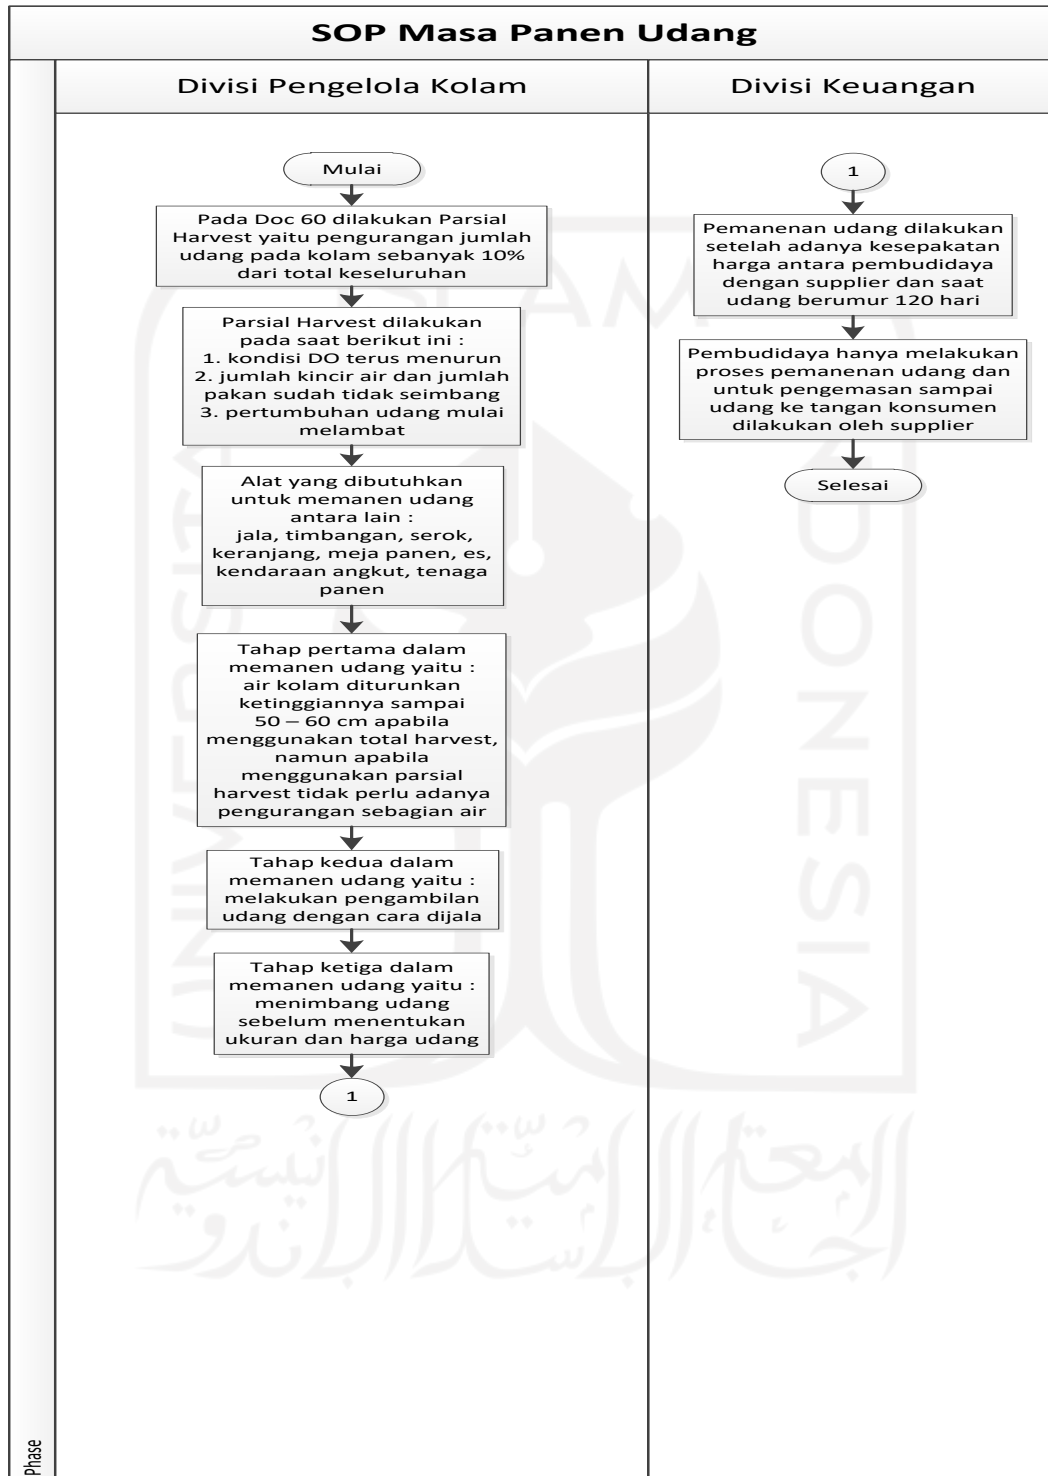 SOP Masa Panen Udang
Divisi Pengelola Kolam
Mulai
Pada Doc 60 dilakukan Parsial
Harvest yaitu pengurangan jumlah
udang pada kolam sebanyak 10%
dari total keseluruhan
Parsial Harvest dilakukan
pada saat berikut ini :
1. kondisi DO terus menurun
2. jumlah kincir air dan jumlah
pakan sudah tidak seimbang
3. pertumbuhan udang mulai
melambat
Alat yang dibutuhkan
untuk memanen udang
antara lain :
jala, timbangan, serok,
keranjang, meja panen, es,
kendaraan angkut, tenaga
panen
Tahap pertama dalam
memanen udang yaitu :
air kolam diturunkan
ketinggiannya sampai
50 – 60 cm apabila
menggunakan total harvest,
namun apabila
menggunakan parsial
harvest tidak perlu adanya
pengurangan sebagian air
Tahap kedua dalam
memanen udang yaitu :
melakukan pengambilan
udang dengan cara dijala
Tahap ketiga dalam
memanen udang yaitu :
menimbang udang
sebelum menentukan
ukuran dan harga udang
1
Divisi Keuangan
1
Pemanenan udang dilakukan
setelah adanya kesepakatan
harga antara pembudidaya
dengan supplier dan saat
udang berumur 120 hari
Pembudidaya hanya melakukan
proses pemanenan udang dan
untuk pengemasan sampai
udang ke tangan konsumen
dilakukan oleh supplier
Selesai
Phase
ISLAM
UNIVERSITAS
INDONESIA